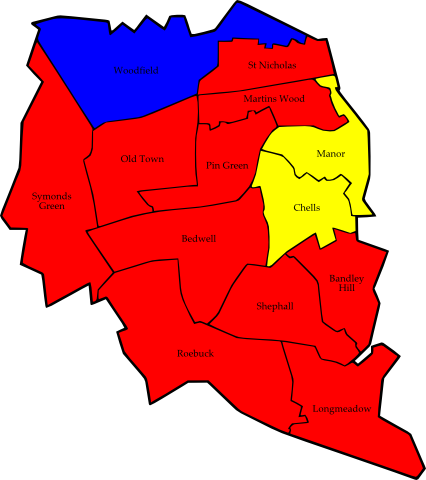 St Nicholas
Woodfield
Martins Wood
Manor
Old Town
Pin Green
Symonds
Green
Chells
Bedwell
Bandley
Hill
Shephall
Roebuck
Longmeadow